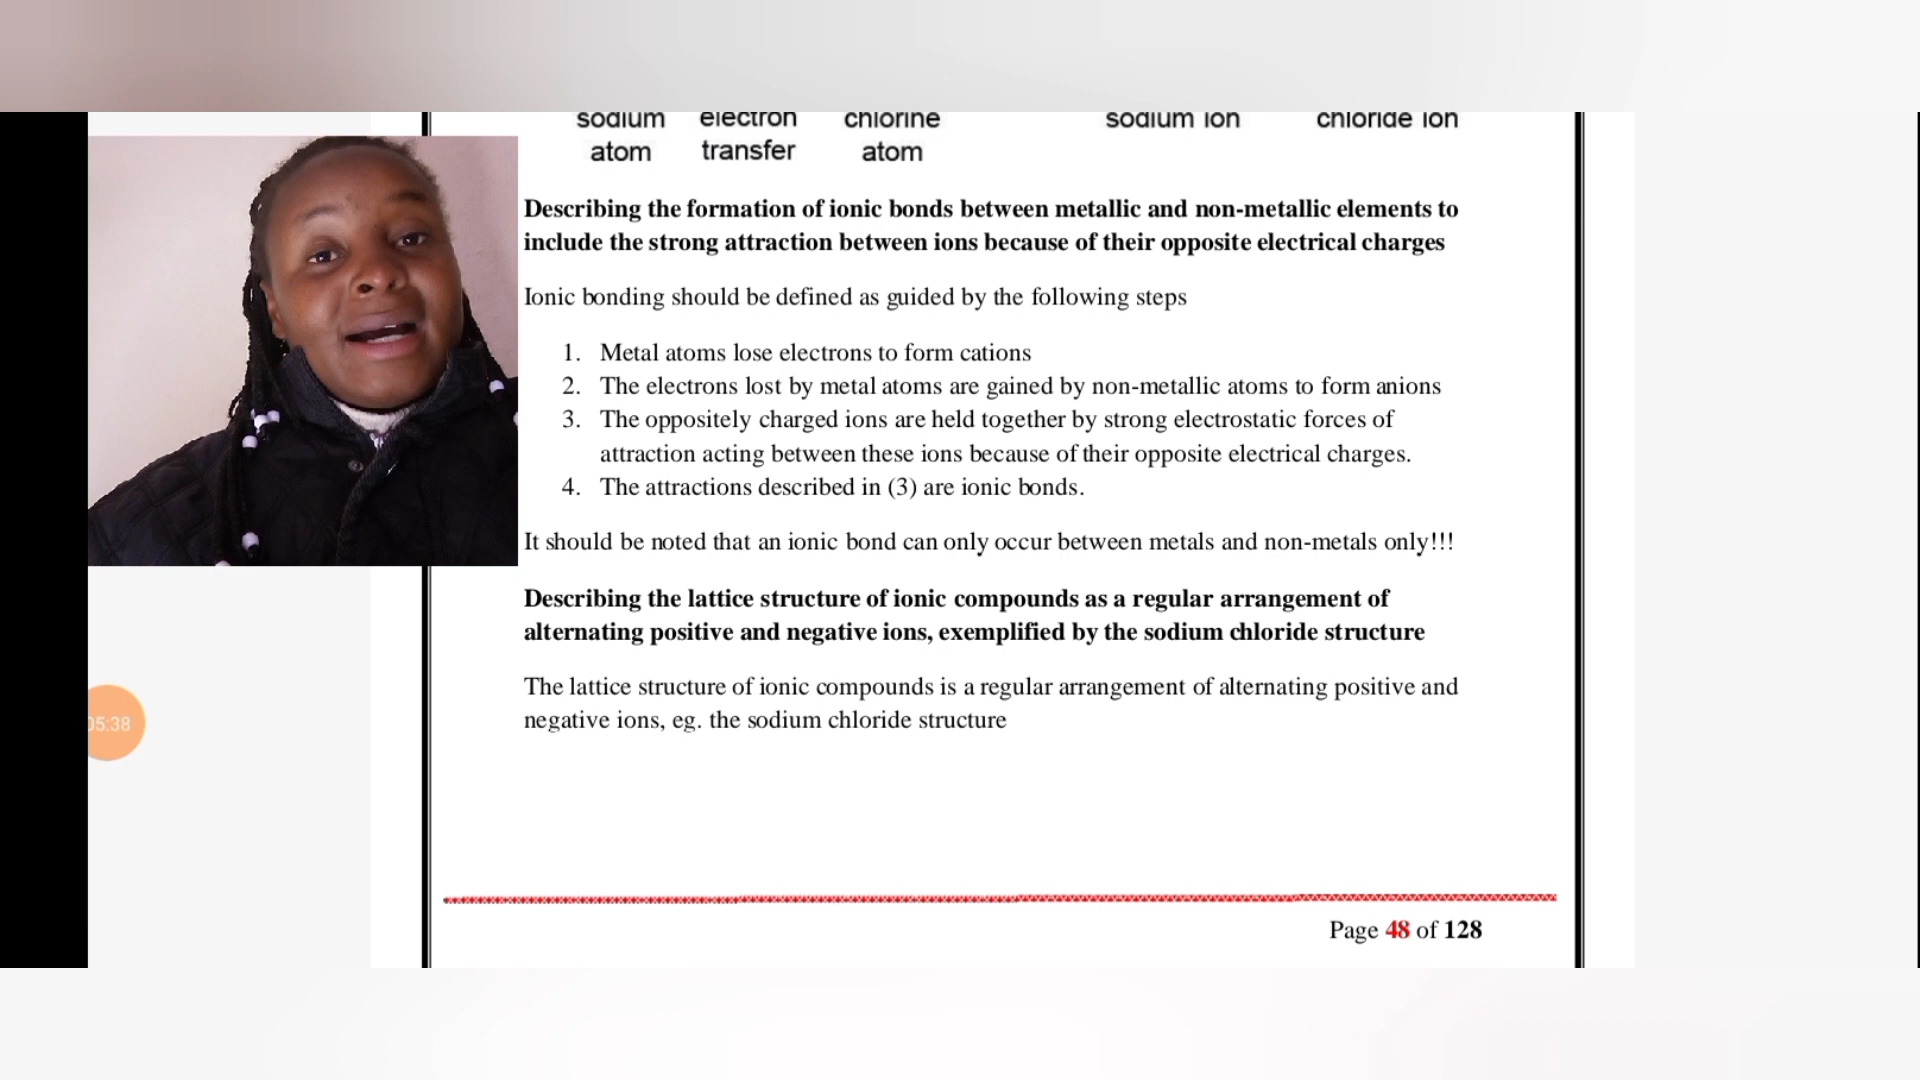 sodium electron chlorine sodium ion chloride ion
atom transfer atom
Describing the formation of ionic bonds between metallic and non-metallic elements to
include the strong attraction between ions because of their opposite electrical charges
Ionic bonding should be defined as guided by the following steps
1. Metal atoms lose electrons to form cations
2. The electrons lost by metal atoms are gained by non-metallic atoms to form anions
3. The oppositely charged ions are held together by strong electrostatic forces of
attraction acting between these ions because of their opposite electrical charges.
4. The attractions described in (3) are ionic bonds.
It should be noted that an ionic bond can only occur between metals and non-metals only!!!
Describing the lattice structure of ionic compounds as a regular arrangement of
alternating positive and negative ions, exemplified by the sodium chloride structure
The lattice structure of ionic compounds is a regular arrangement of alternating positive and
negative ions, eg. the sodium chloride structure
05:38
Page 48 of 128